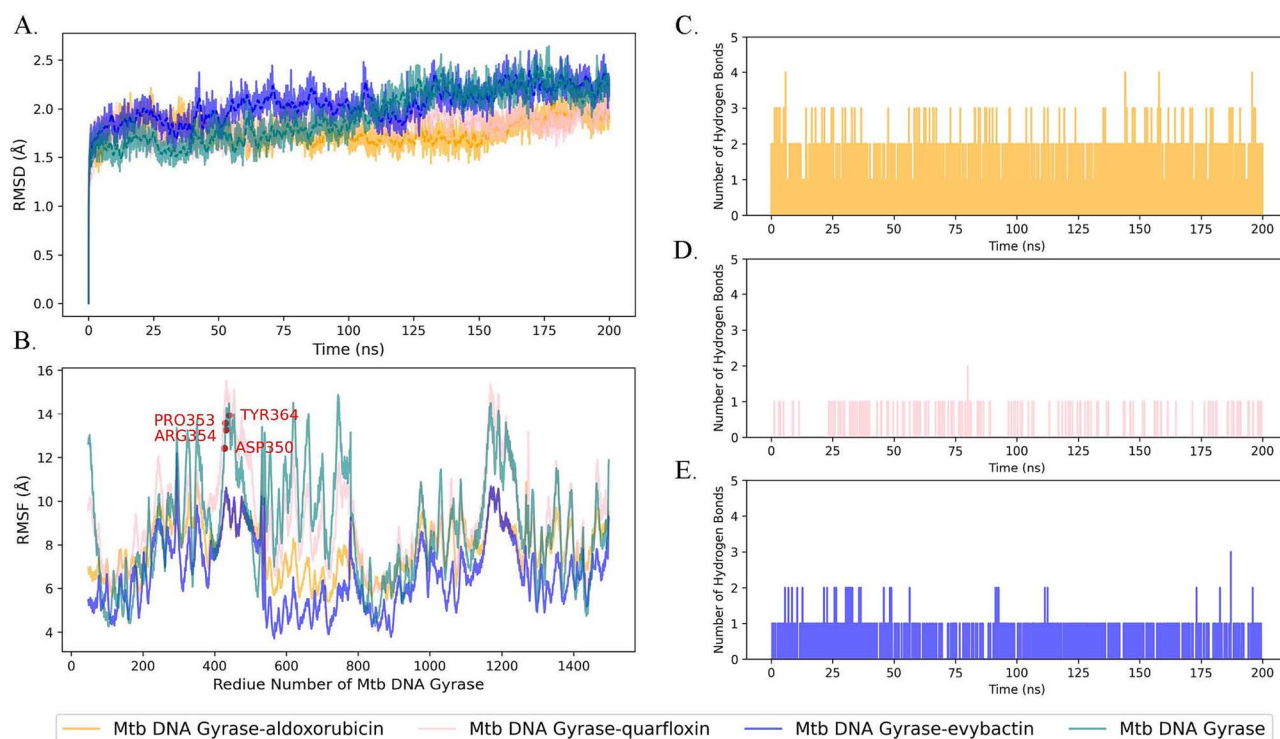 A.
RMSD (Å)
2.5
2.0
1.5
1.0
0.5
0.0
0 25 50 75 100 125 150 175 200
Time (ns)
B.
RMSF (Å)
16
14
12
10
8
6
4
PRO353
TYR364
ARG354
ASP350
0 200 400 600 800 1000 1200 1400
Rediue Number of Mtb DNA Gyrase
C.
Number of Hydrogen Bonds
5
4
3
2
1
0
0 25 50 75 100 125 150 175 200
Time (ns)
D.
Number of Hydrogen Bonds
5
4
3
2
1
0
0 25 50 75 100 125 150 175 200
Time (ns)
E.
Number of Hydrogen Bonds
5
4
3
2
1
0
0 25 50 75 100 125 150 175 200
Time (ns)
Mtb DNA Gyrase-aldoxorubicin Mtb DNA Gyrase-quarfloxin Mtb DNA Gyrase-evybactin Mtb DNA Gyrase